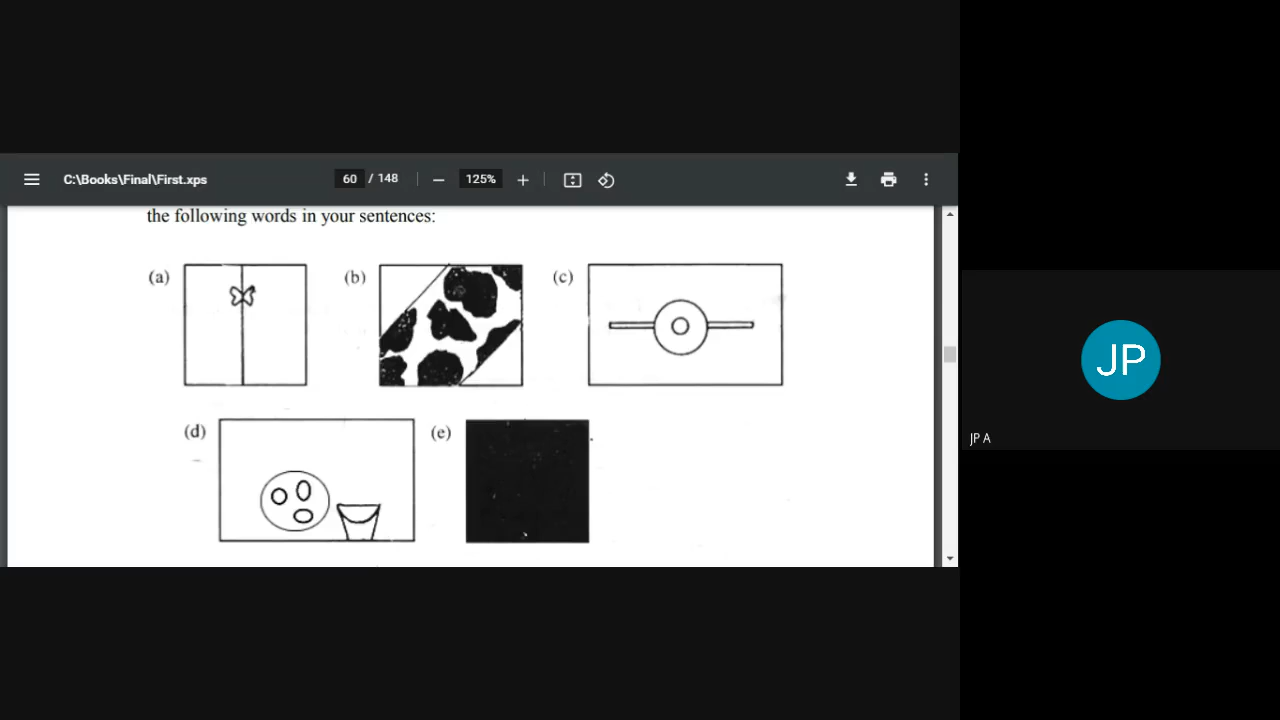 C:\Books\Final\First.xps 60 / 148 125%
the following words in your sentences:
(a) (b) (c)
(d) (e)
JP
JP A